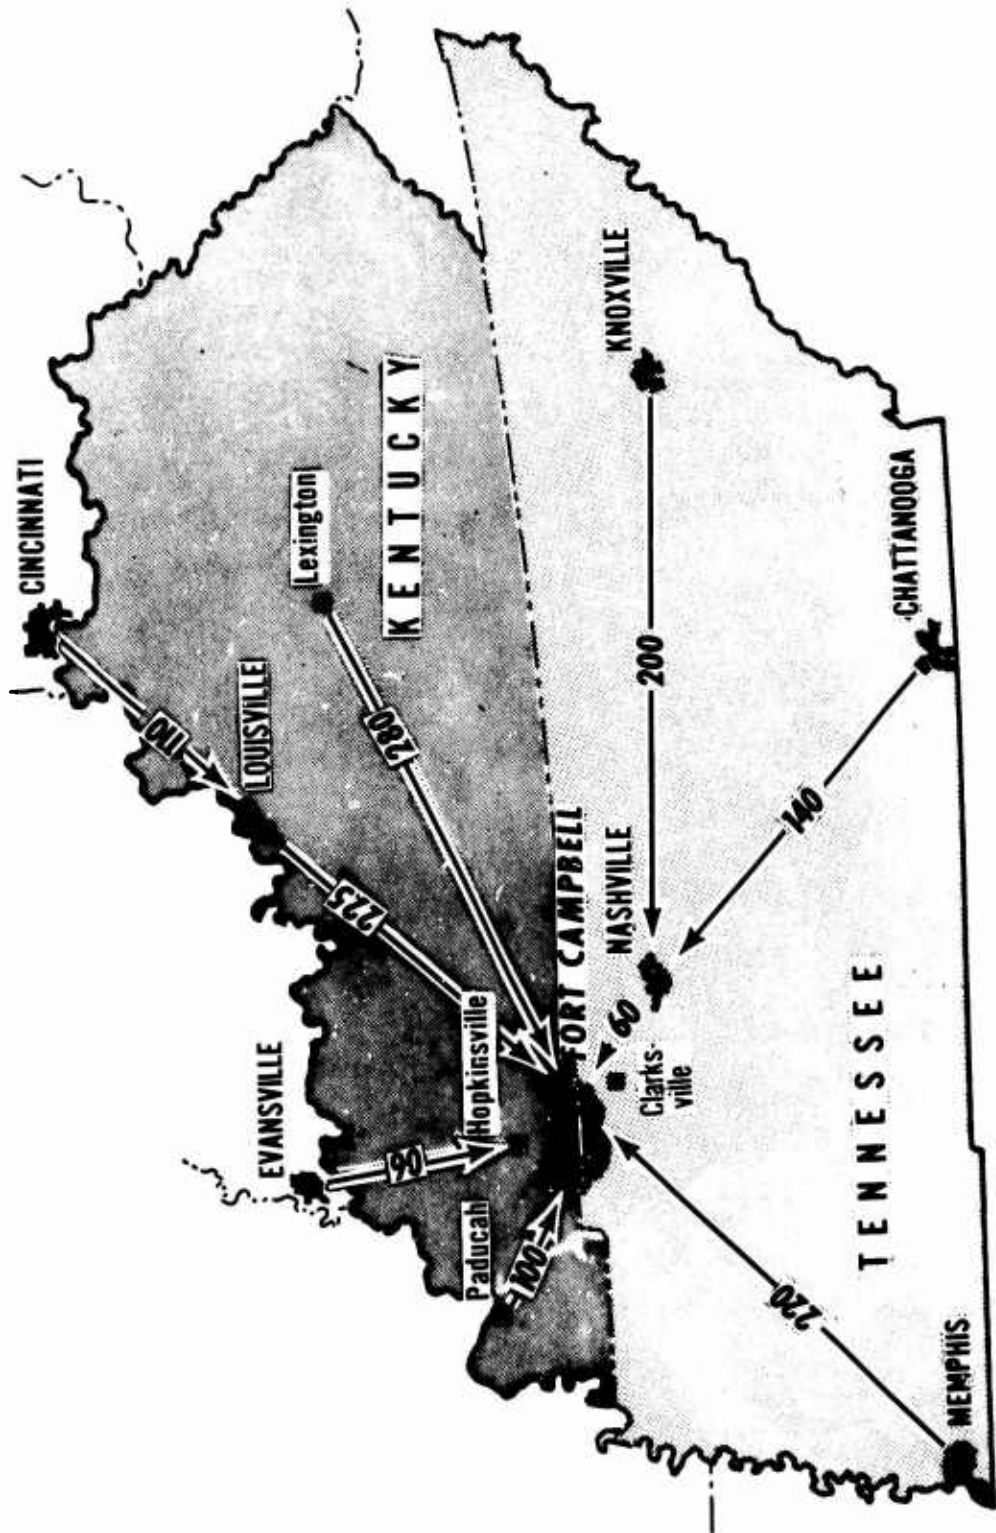 CINCINNATI
110
LOUISVILLE
Lexington
KENTUCKY
225
280
EVANSVILLE
90
Hopkinsville
Paducah
100
FORT CAMPBELL
60
Clarks-
ville
NASHVILLE
200
KNOXVILLE
140
CHATTANOOGA
TENNESSEE
220
MEMPHIS